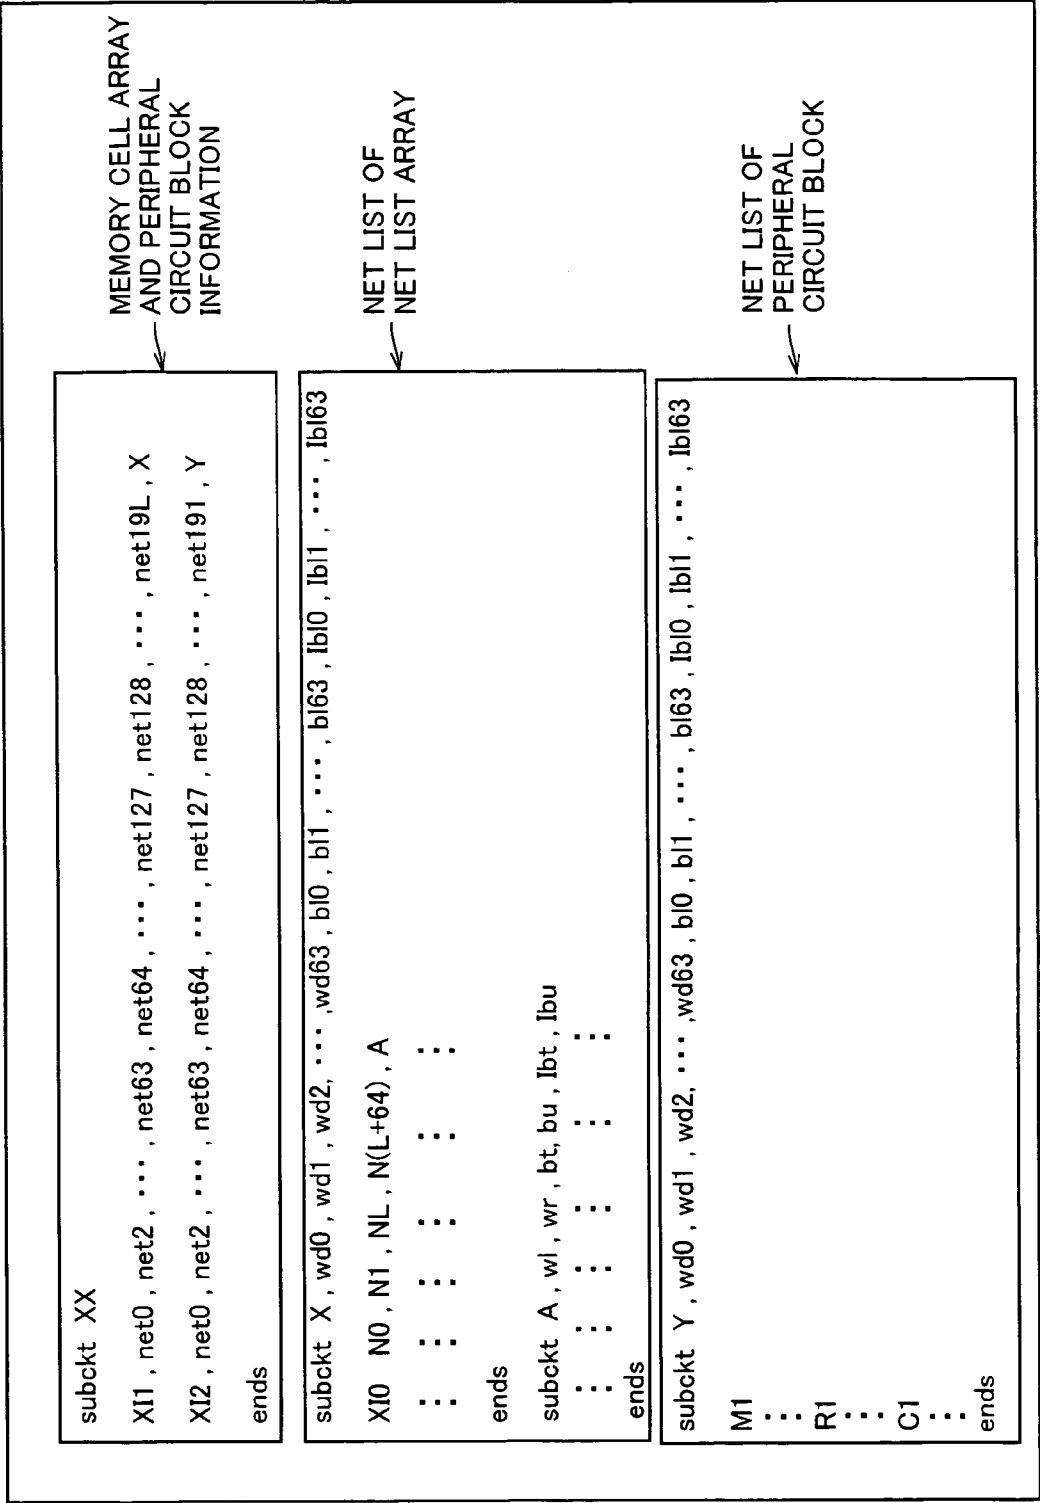 subckt XX
XI1 , net0 , net2 , ··· , net63 , net64 , ··· , net127 , net128 , ··· , net19L , X
XI2 , net0 , net2 , ··· , net63 , net64 , ··· , net127 , net128 , ··· , net191 , Y
ends
MEMORY CELL ARRAY
AND PERIPHERAL
CIRCUIT BLOCK
INFORMATION
subckt X , wd0 , wd1 , wd2, ··· ,wd63 , bl0 , bl1 , ··· , bl63 , Ibl0 , Ibl1 , ··· , Ibl63
XI0 N0 , N1 , NL , N(L+64) , A
··· ··· ··· ··· ··· ···
ends
subckt A , wl , wr , bt, bu , Ibt , Ibu
··· ··· ··· ··· ··· ···
ends
NET LIST OF
NET LIST ARRAY
subckt Y , wd0 , wd1 , wd2, ··· ,wd63 , bl0 , bl1 , ··· , bl63 , Ibl0 , Ibl1 , ··· , Ibl63
M1
···
R1
···
C1
···
ends
NET LIST OF
PERIPHERAL
CIRCUIT BLOCK